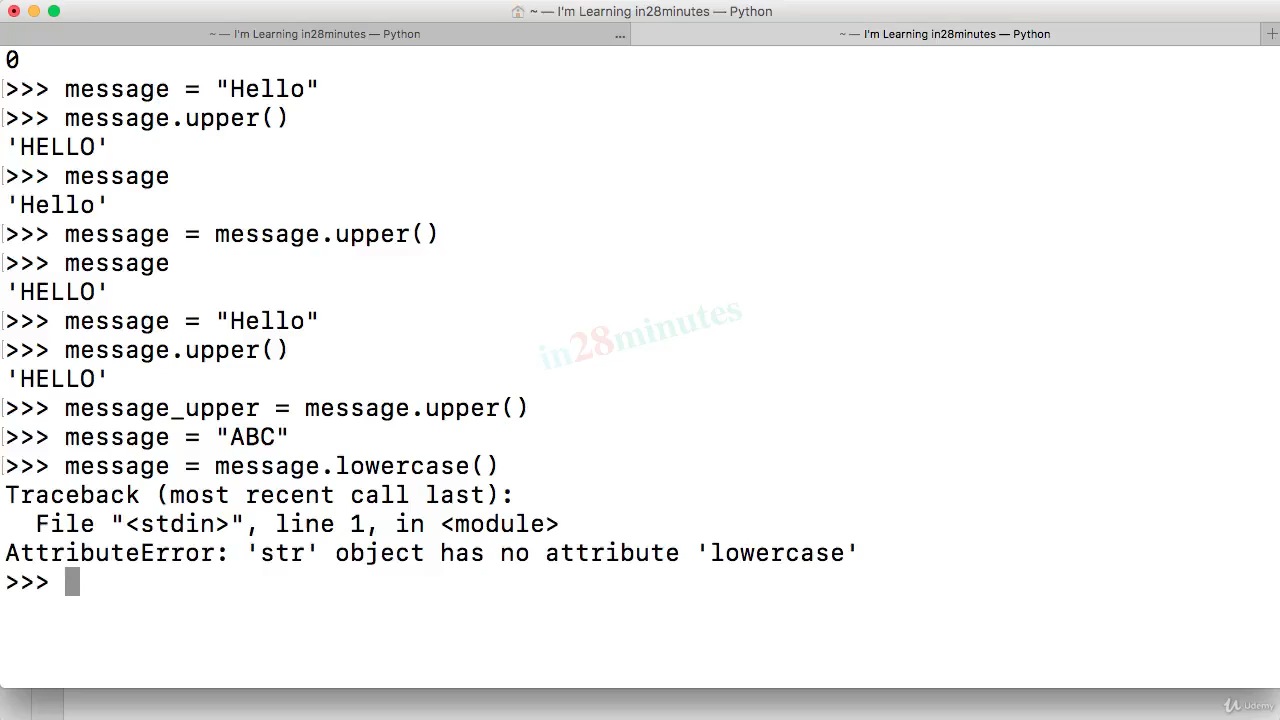 ~ — I'm Learning in28minutes — Python
~ — I'm Learning in28minutes — Python ... ~ — I'm Learning in28minutes — Python +
0
>>> message = "Hello"
>>> message.upper()
'HELLO'
>>> message
'Hello'
>>> message = message.upper()
>>> message
'HELLO'
>>> message = "Hello"
>>> message.upper()
'HELLO'
>>> message_upper = message.upper()
>>> message = "ABC"
>>> message = message.lowercase()
Traceback (most recent call last):
  File "<stdin>", line 1, in <module>
AttributeError: 'str' object has no attribute 'lowercase'
>>>
in28minutes
Udemy